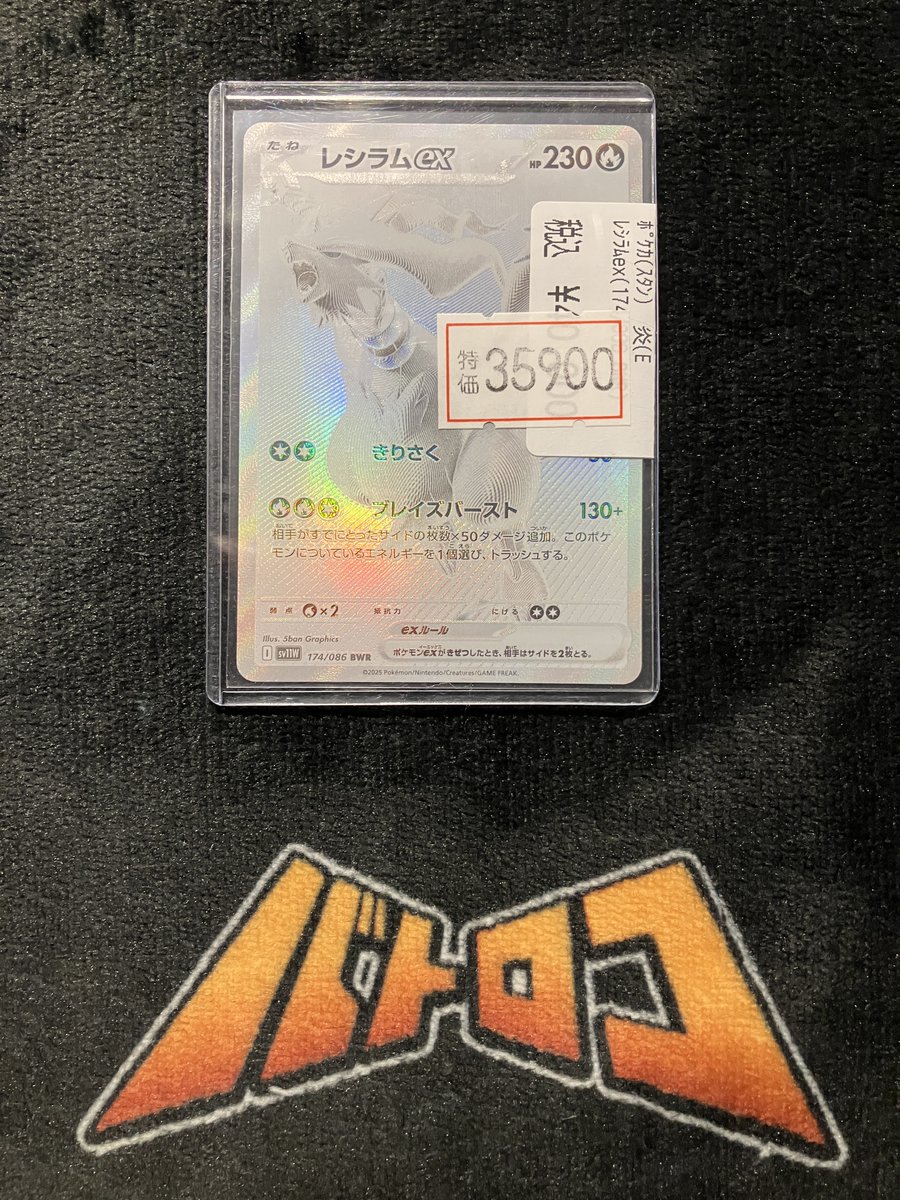 たね レシラムex HP230
ポケカ(スタン) 炎(E
レシラムex(174
税込
特価 35900
きりさく
ブレイズバースト 130+
相手がすでにとったサイドの枚数×50ダメージ追加。このポケ
モンについているエネルギーを1個選び、トラッシュする。
弱点 ×2 抵抗力 にげる
exルール
ポケモンexがきぜつしたとき、相手はサイドを2枚とる。
Illus. 5ban Graphics
I sv11W 174/086 BWR
©2025 Pokémon/Nintendo/Creatures/GAME FREAK.
バトロコ